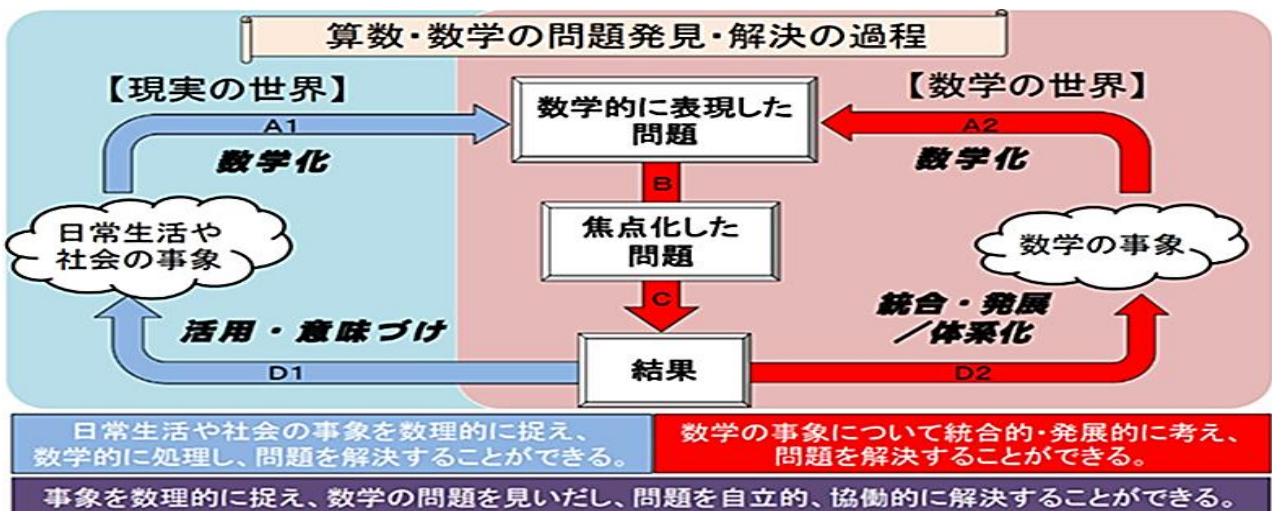 算数・数学の問題発見・解決の過程
【現実の世界】
【数学の世界】
A1
数学化
数学的に表現した
問題
A2
数学化
B
日常生活や
社会の事象
焦点化した
問題
数学の事象
C
活用・意味づけ
統合・発展
／体系化
D1
結果
D2
日常生活や社会の事象を数理的に捉え、
数学的に処理し、問題を解決することができる。
数学の事象について統合的・発展的に考え、
問題を解決することができる。
事象を数理的に捉え、数学の問題を見いだし、問題を自立的、協働的に解決することができる。